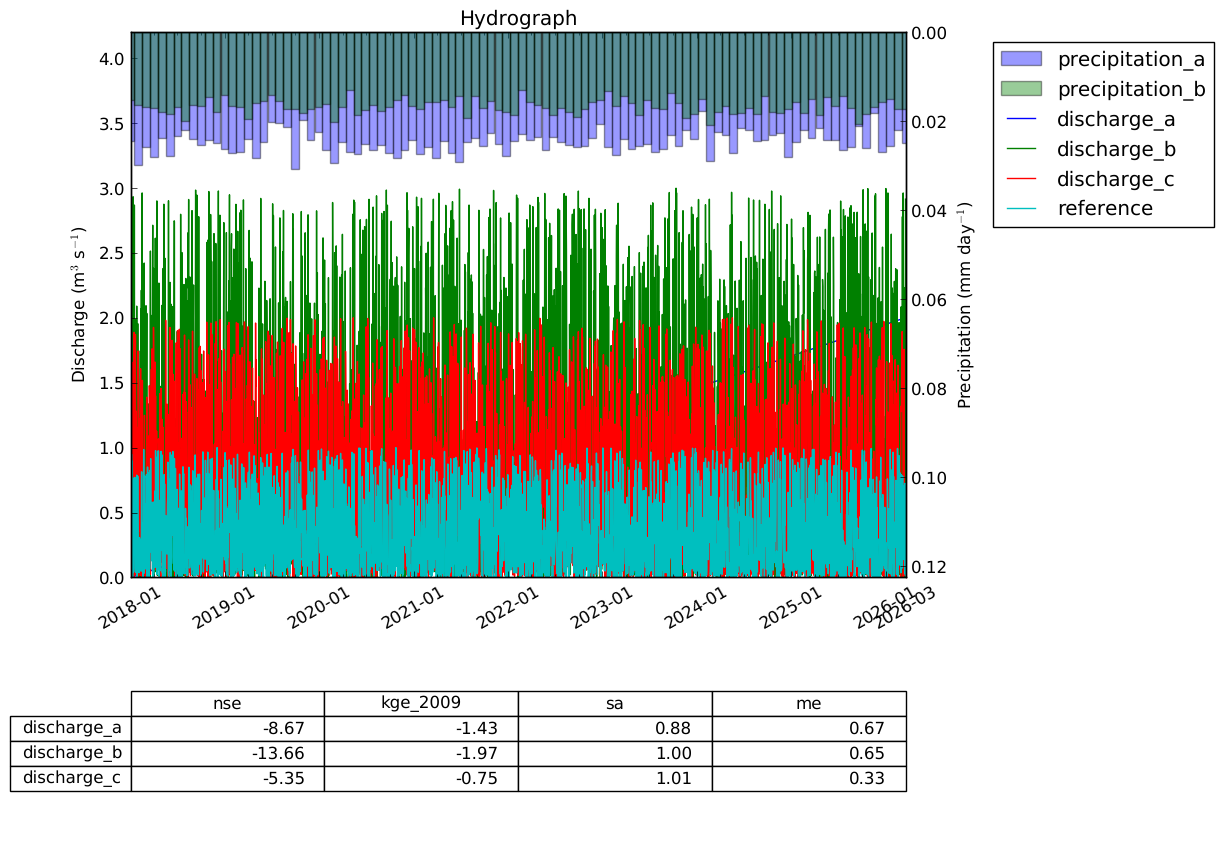 Hydrograph
4.0
3.5
3.0
2.5
2.0
1.5
1.0
0.5
0.0
Discharge (m³ s⁻¹)
0.00
0.02
0.04
0.06
0.08
0.10
0.12
Precipitation (mm day⁻¹)
2018-01
2019-01
2020-01
2021-01
2022-01
2023-01
2024-01
2025-01
2026-01
2026-03
precipitation_a
precipitation_b
discharge_a
discharge_b
discharge_c
reference
nse kge_2009 sa me
discharge_a -8.67 -1.43 0.88 0.67
discharge_b -13.66 -1.97 1.00 0.65
discharge_c -5.35 -0.75 1.01 0.33